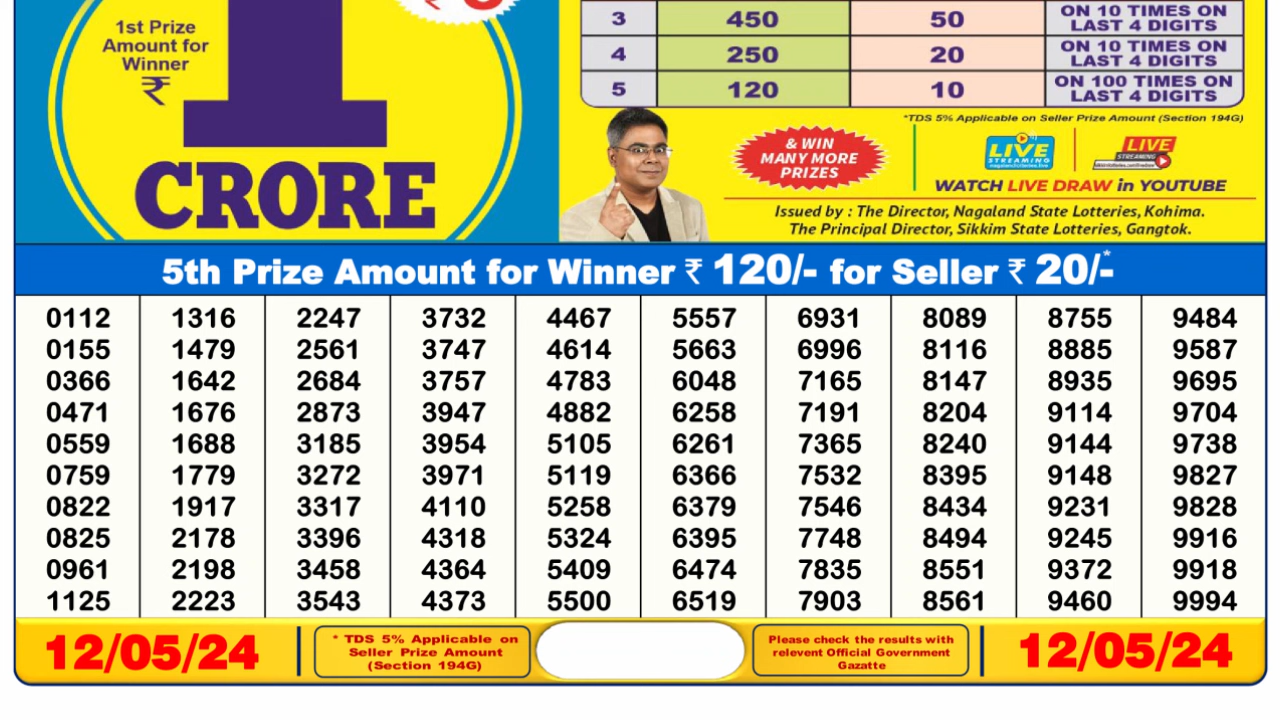 1
1st Prize
Amount for
Winner
₹
CRORE
3 450 50 ON 10 TIMES ON LAST 4 DIGITS
4 250 20 ON 10 TIMES ON LAST 4 DIGITS
5 120 10 ON 100 TIMES ON LAST 4 DIGITS
*TDS 5% Applicable on Seller Prize Amount (Section 194G)
& WIN
MANY MORE
PRIZES
LIVE
STREAMING
LIVE
STREAMING
WATCH LIVE DRAW in YOUTUBE
Issued by : The Director, Nagaland State Lotteries, Kohima.
The Principal Director, Sikkim State Lotteries, Gangtok.
5th Prize Amount for Winner ₹ 120/- for Seller ₹ 20/-*
0112 1316 2247 3732 4467 5557 6931 8089 8755 9484
0155 1479 2561 3747 4614 5663 6996 8116 8885 9587
0366 1642 2684 3757 4783 6048 7165 8147 8935 9695
0471 1676 2873 3947 4882 6258 7191 8204 9114 9704
0559 1688 3185 3954 5105 6261 7365 8240 9144 9738
0759 1779 3272 3971 5119 6366 7532 8395 9148 9827
0822 1917 3317 4110 5258 6379 7546 8434 9231 9828
0825 2178 3396 4318 5324 6395 7748 8494 9245 9916
0961 2198 3458 4364 5409 6474 7835 8551 9372 9918
1125 2223 3543 4373 5500 6519 7903 8561 9460 9994
12/05/24
* TDS 5% Applicable on
Seller Prize Amount
(Section 194G)
Please check the results with
relevent Official Government
Gazatte
12/05/24